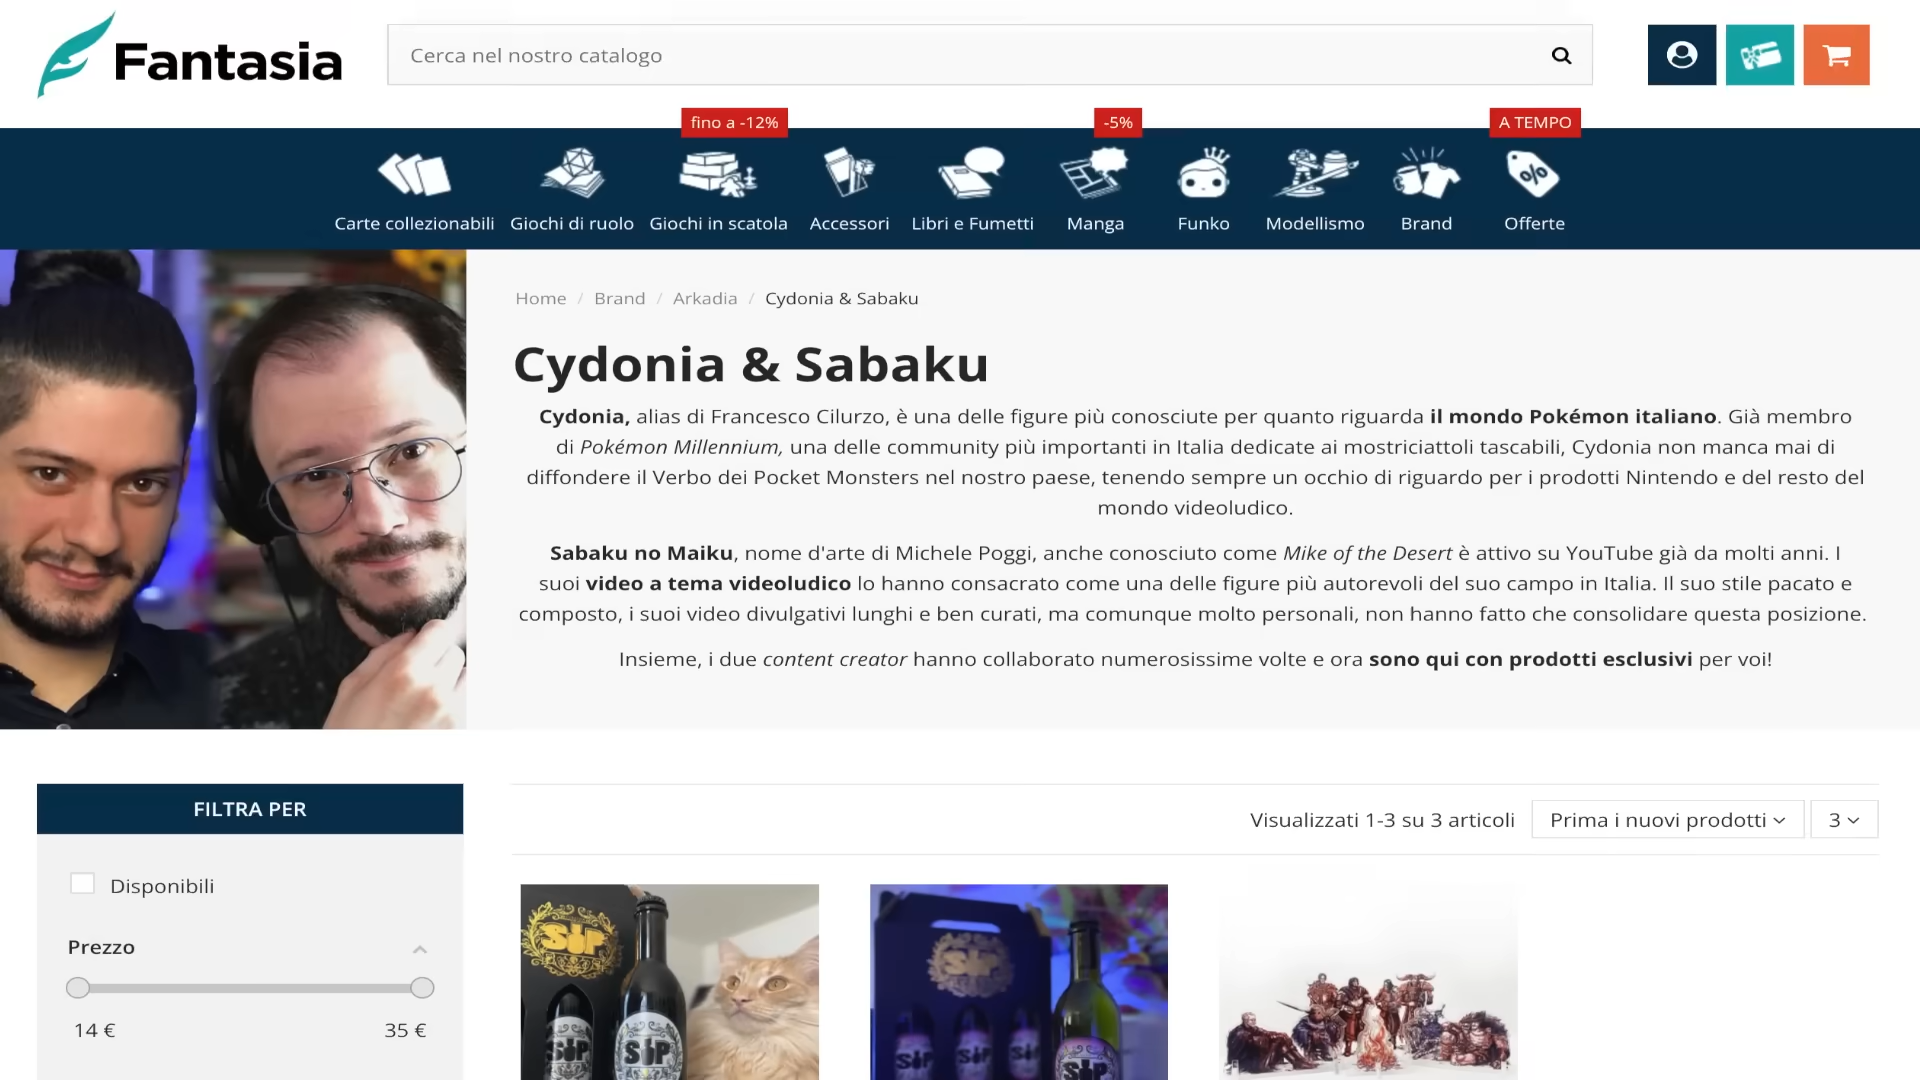 Fantasia
Cerca nel nostro catalogo
fino a -12%
-5%
A TEMPO
Carte collezionabili
Giochi di ruolo
Giochi in scatola
Accessori
Libri e Fumetti
Manga
Funko
Modellismo
Brand
Offerte
Home / Brand / Arkadia / Cydonia & Sabaku
Cydonia & Sabaku
Cydonia, alias di Francesco Cilurzo, è una delle figure più conosciute per quanto riguarda il mondo Pokémon italiano. Già membro
di Pokémon Millennium, una delle community più importanti in Italia dedicate ai mostriciattoli tascabili, Cydonia non manca mai di
diffondere il Verbo dei Pocket Monsters nel nostro paese, tenendo sempre un occhio di riguardo per i prodotti Nintendo e del resto del
mondo videoludico.
Sabaku no Maiku, nome d'arte di Michele Poggi, anche conosciuto come Mike of the Desert è attivo su YouTube già da molti anni. I
suoi video a tema videoludico lo hanno consacrato come una delle figure più autorevoli del suo campo in Italia. Il suo stile pacato e
composto, i suoi video divulgativi lunghi e ben curati, ma comunque molto personali, non hanno fatto che consolidare questa posizione.
Insieme, i due content creator hanno collaborato numerosissime volte e ora sono qui con prodotti esclusivi per voi!
FILTRA PER
Disponibili
Prezzo
14 €
35 €
Visualizzati 1-3 su 3 articoli
Prima i nuovi prodotti
3
SIP
SIP
SIP
SIP
SIP
SIP
SIP
SIP